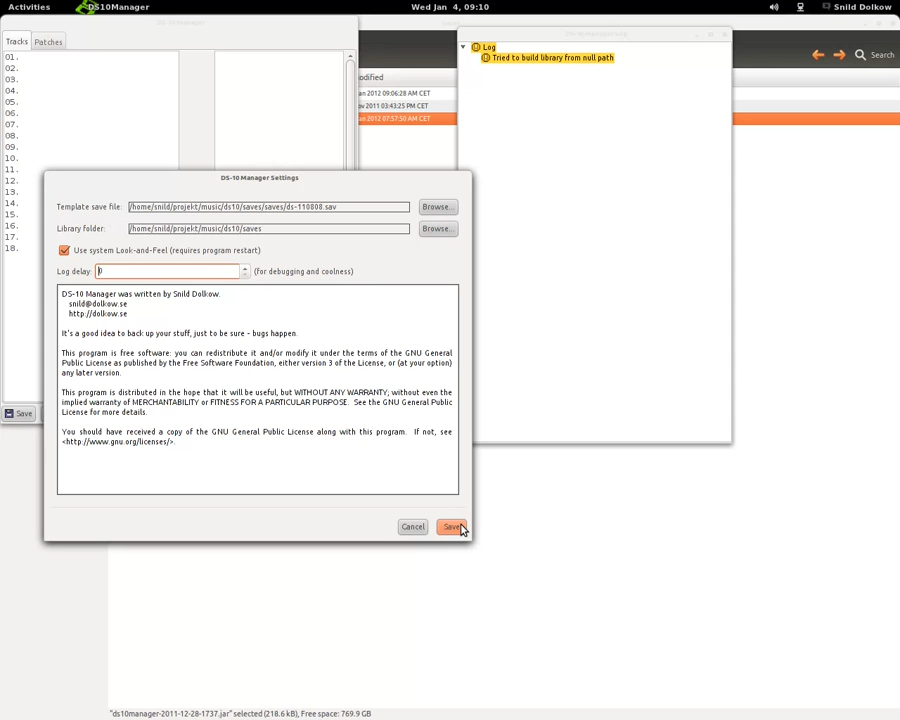 Activities
DS10Manager
Wed Jan 4, 09:10
Snild Dolkow
Tracks
Patches
01.
02.
03.
04.
05.
06.
07.
08.
09.
10.
11.
12.
13.
14.
15.
16.
17.
18.
Save
Log
Tried to build library from null path
Search
odified
an 2012 09:06:28 AM CET
ov 2011 03:43:25 PM CET
an 2012 07:57:50 AM CET
DS-10 Manager Settings
Template save file: /home/snild/projekt/music/ds10/saves/saves/ds-110808.sav Browse...
Library folder: /home/snild/projekt/music/ds10/saves Browse...
Use system Look-and-Feel (requires program restart)
Log delay: 0 (for debugging and coolness)
DS-10 Manager was written by Snild Dolkow.
snild@dolkow.se
http://dolkow.se
It's a good idea to back up your stuff, just to be sure - bugs happen.
This program is free software: you can redistribute it and/or modify it under the terms of the GNU General
Public License as published by the Free Software Foundation, either version 3 of the License, or (at your option)
any later version.
This program is distributed in the hope that it will be useful, but WITHOUT ANY WARRANTY; without even the
implied warranty of MERCHANTABILITY or FITNESS FOR A PARTICULAR PURPOSE. See the GNU General Public
License for more details.
You should have received a copy of the GNU General Public License along with this program. If not, see
<http://www.gnu.org/licenses/>.
Cancel
Save
"ds10manager-2011-12-28-1737.jar" selected (218.6 kB), Free space: 769.9 GB